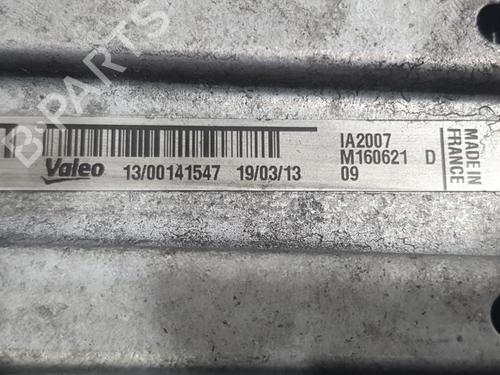 B-PARTS
Valeo 13/00141547 19/03/13
IA2007
M160621 D
09
MADE IN
FRANCE